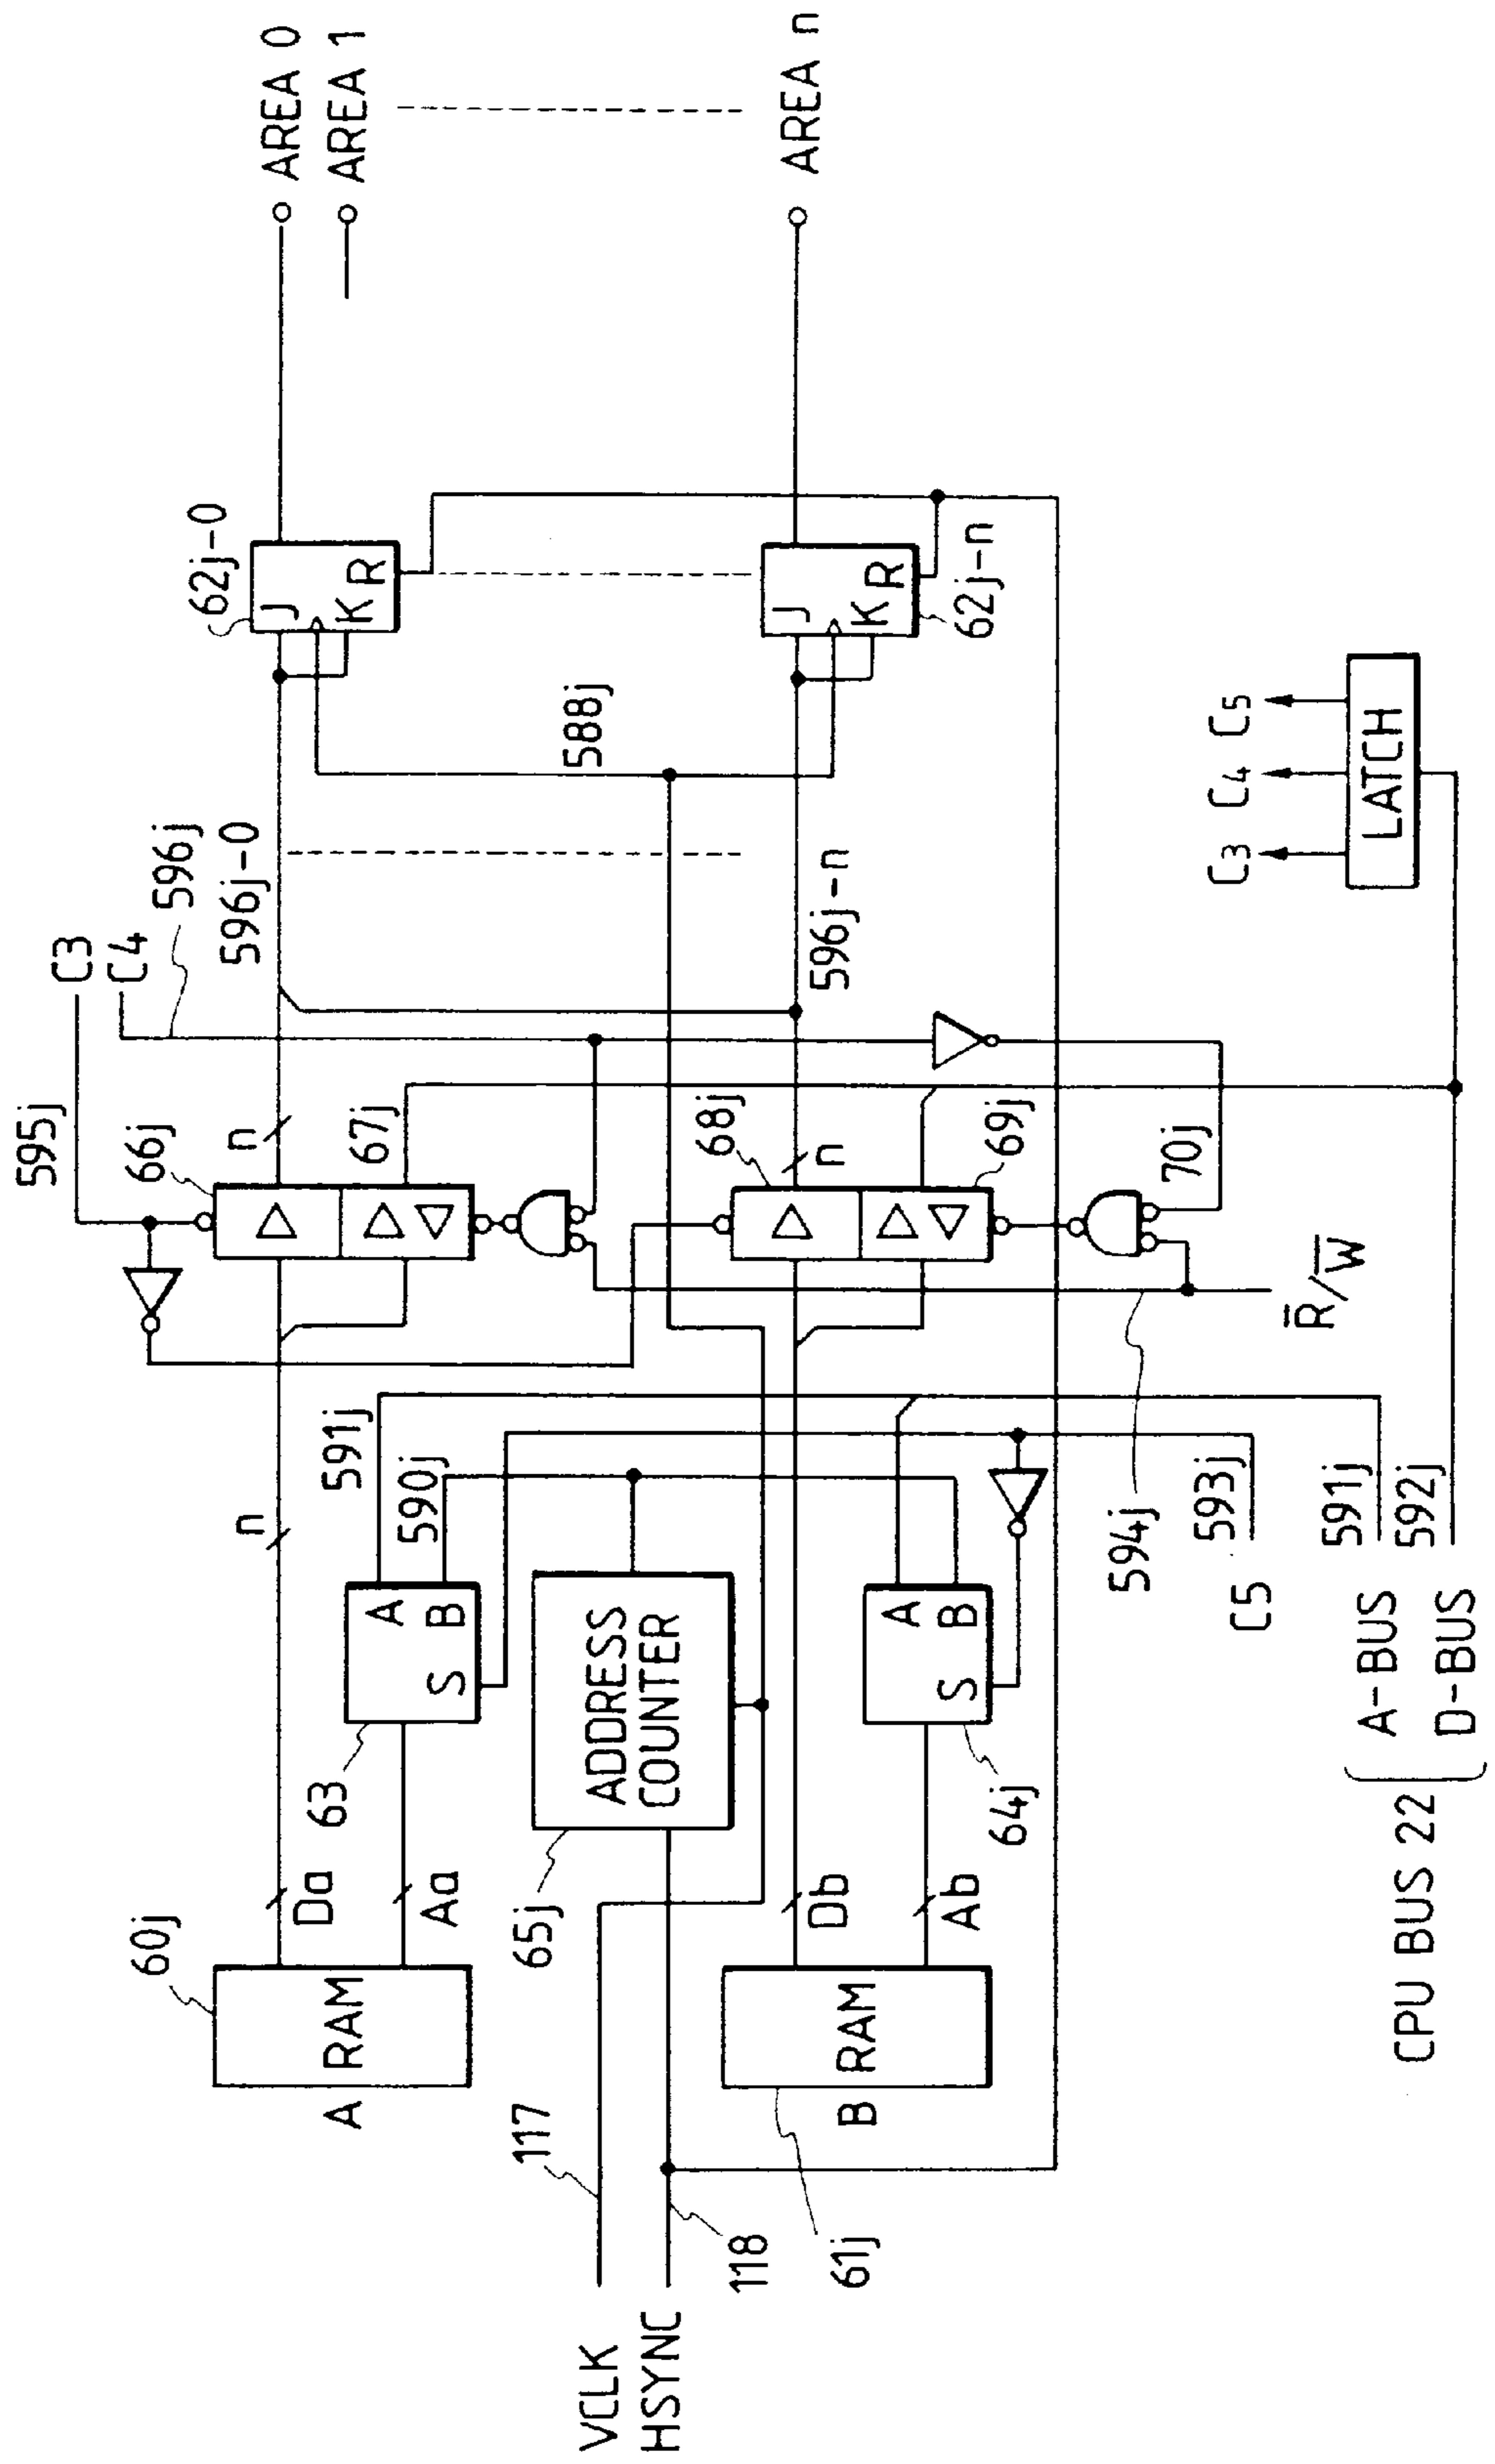 595j
C3
C4
596j
596j-0
62j-0
AREA 0
AREA 1
AREA n
66j
n
67j
n
591j
590j
60j
Da
63
Aa
A
B
S
J
K
R
588j
A
RAM
117
65j
ADDRESS
COUNTER
VCLK
HSYNC
118
68j
n
69j
596j-n
J
K
R
62j-n
B
RAM
61j
Db
Ab
A
B
S
64j
70j
594j
R̅/W̅
C5
593j
591j
592j
CPU BUS 22
A-BUS
D-BUS
C3
C4
C5
LATCH